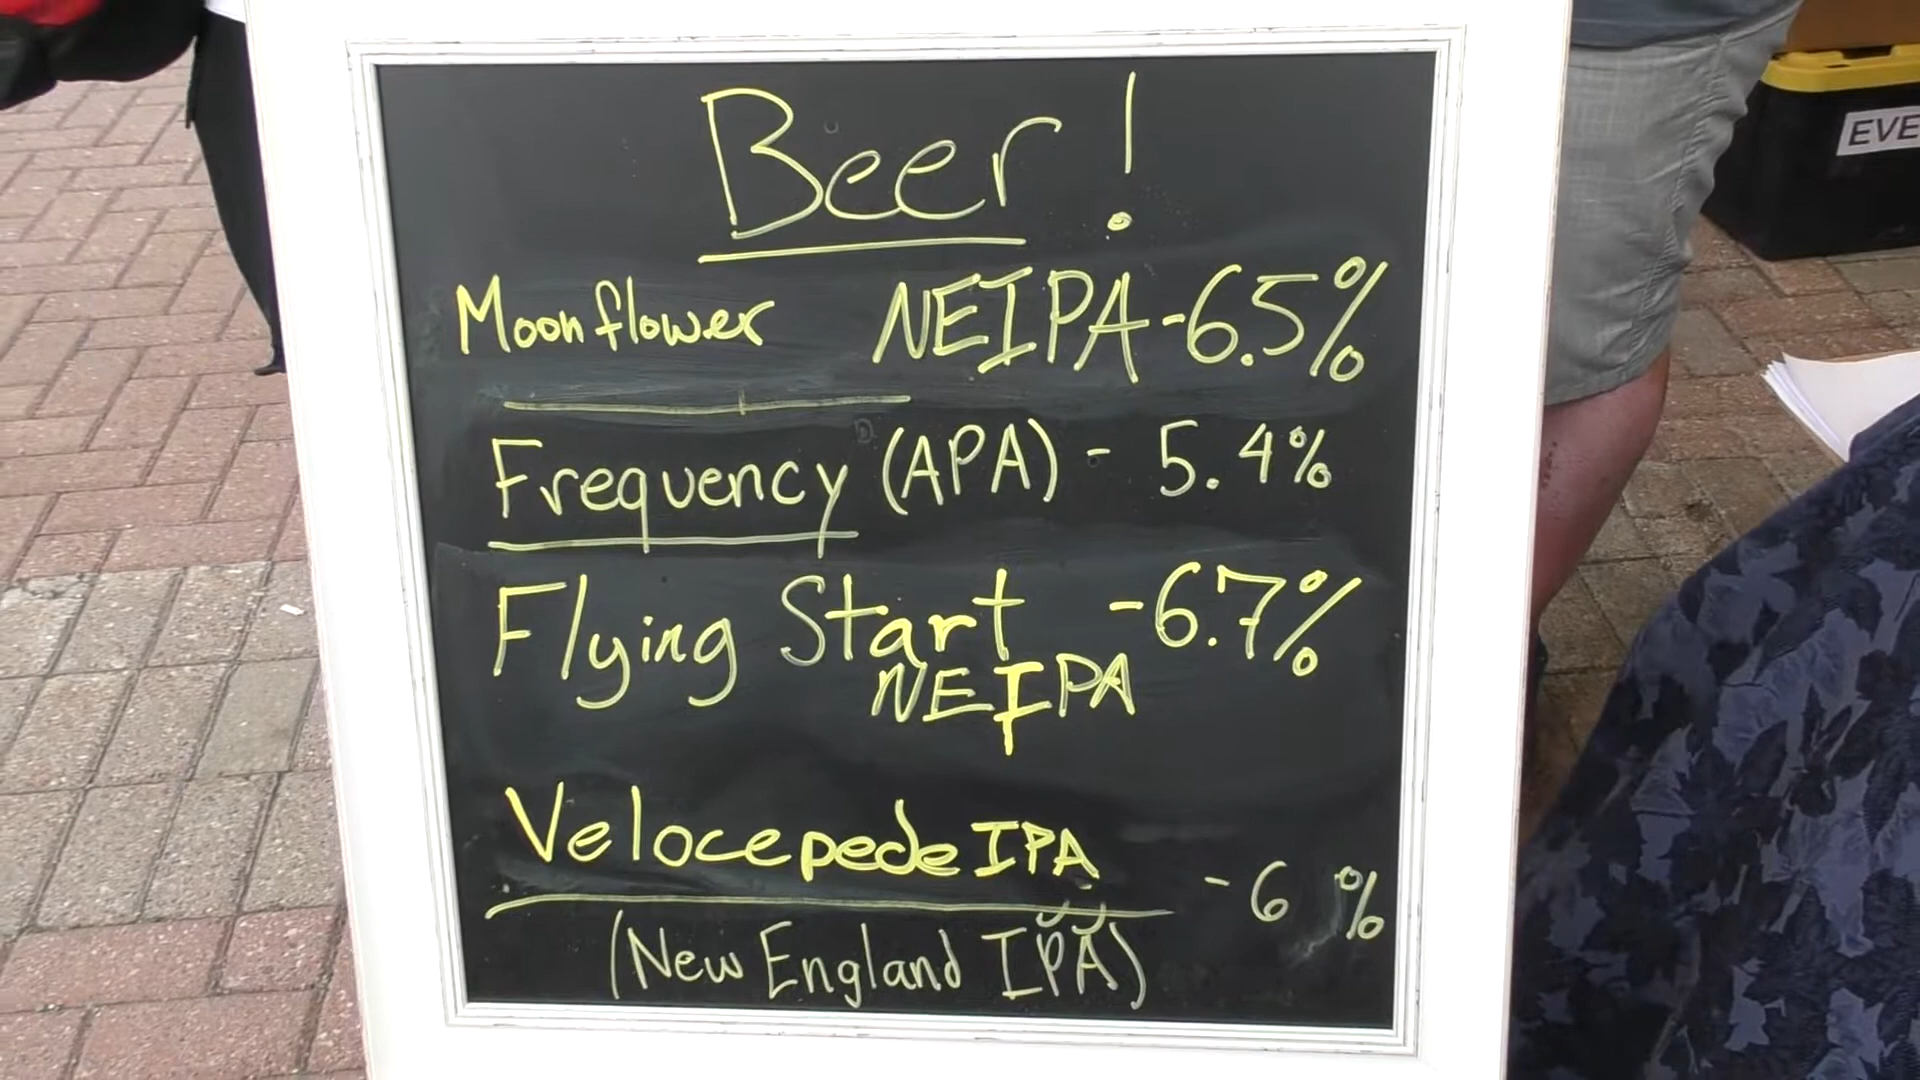 Beer!
Moonflower NEIPA-6.5%
Frequency (APA) - 5.4%
Flying Start -6.7%
NEIPA
Velocepede IPA
- 6 %
(New England IPA)
EVE